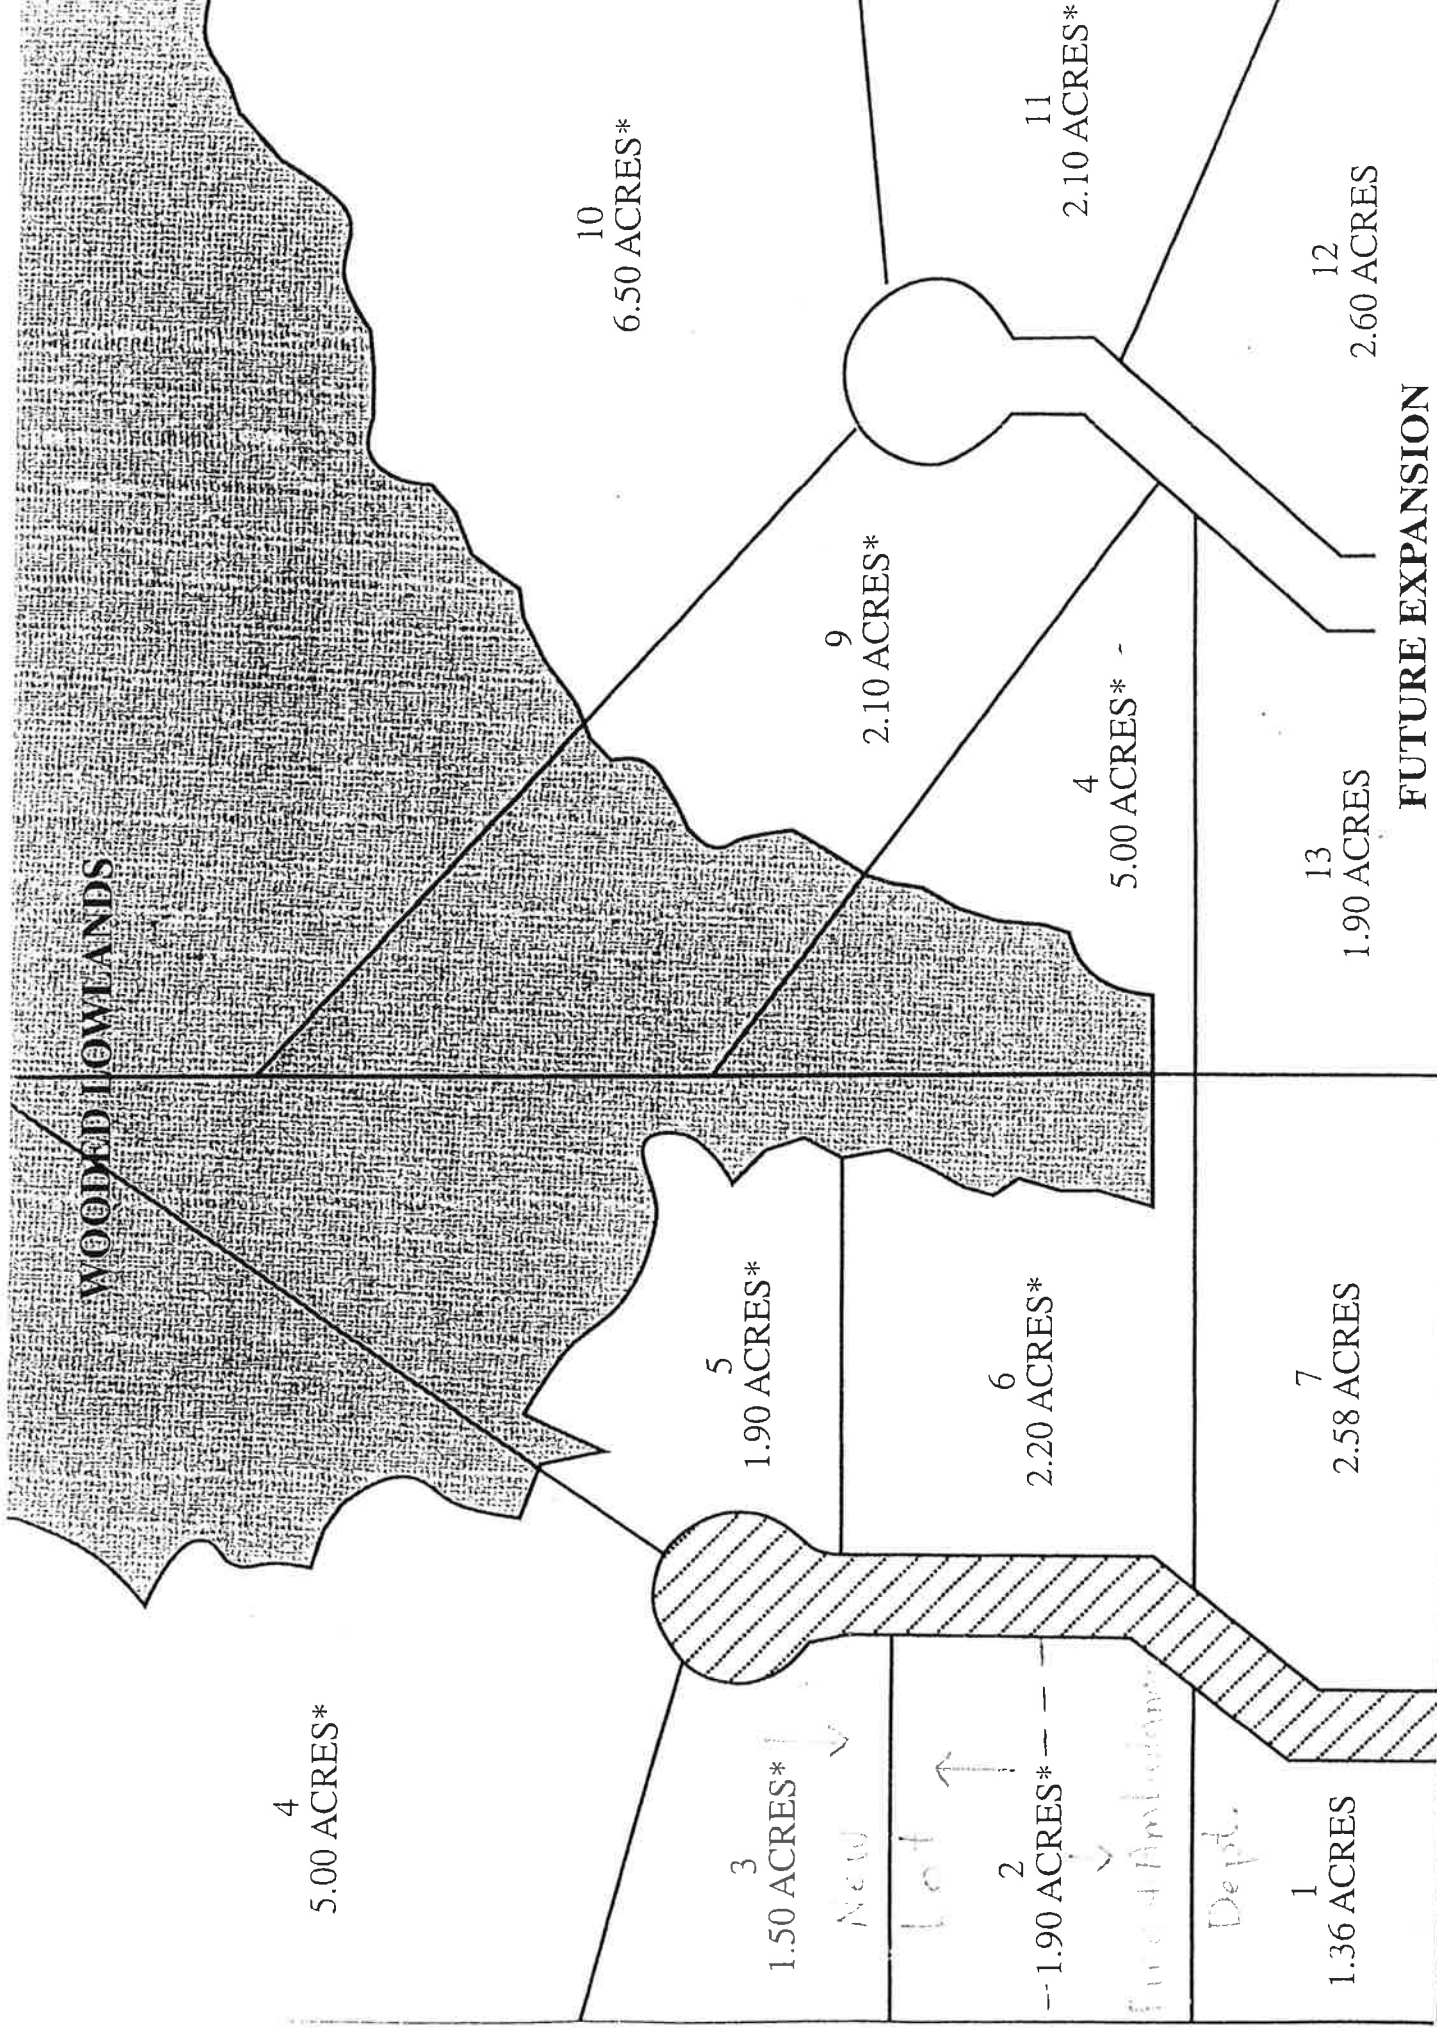 WOODED LOWLANDS
4
5.00 ACRES*
3
1.50 ACRES*
New
Lot
2
1.90 ACRES*
Fire & Ambulance
Dept.
1
1.36 ACRES
5
1.90 ACRES*
6
2.20 ACRES*
7
2.58 ACRES
10
6.50 ACRES*
9
2.10 ACRES*
4
5.00 ACRES*
13
1.90 ACRES
11
2.10 ACRES*
12
2.60 ACRES
FUTURE EXPANSION